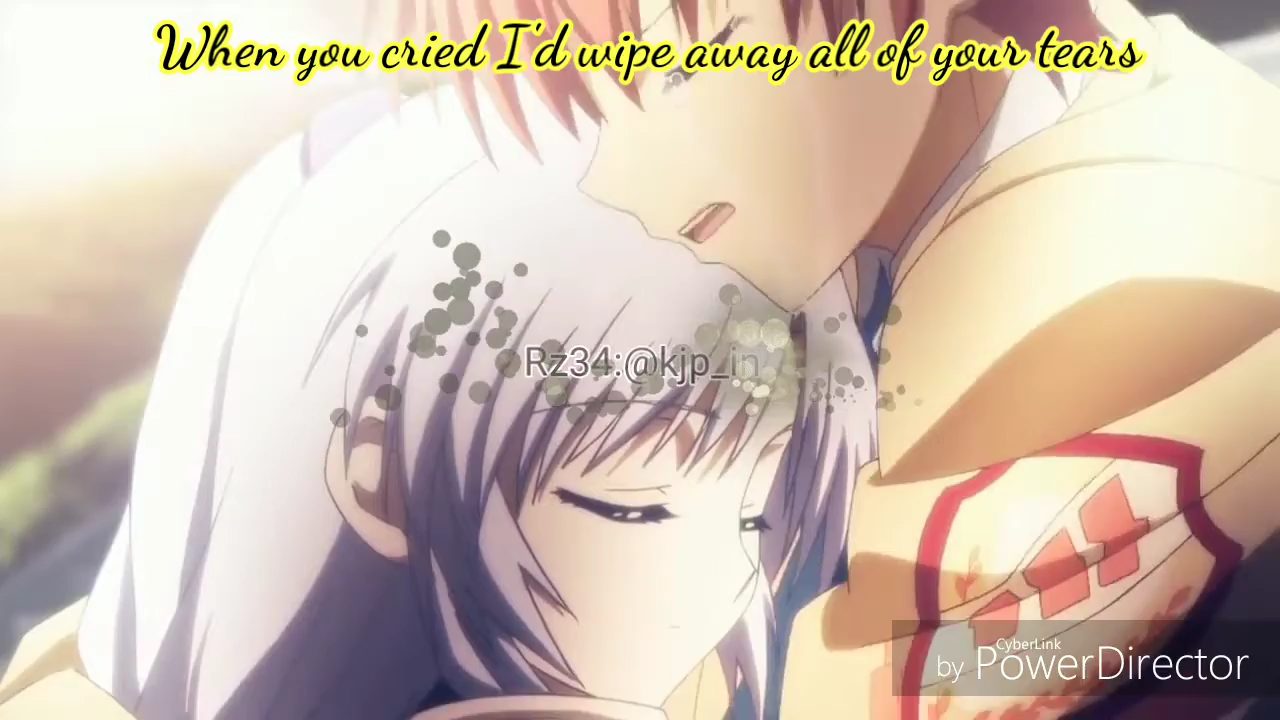 When you cried I'd wipe away all of your tears
Rz34:@kjp_in
CyberLink
by PowerDirector